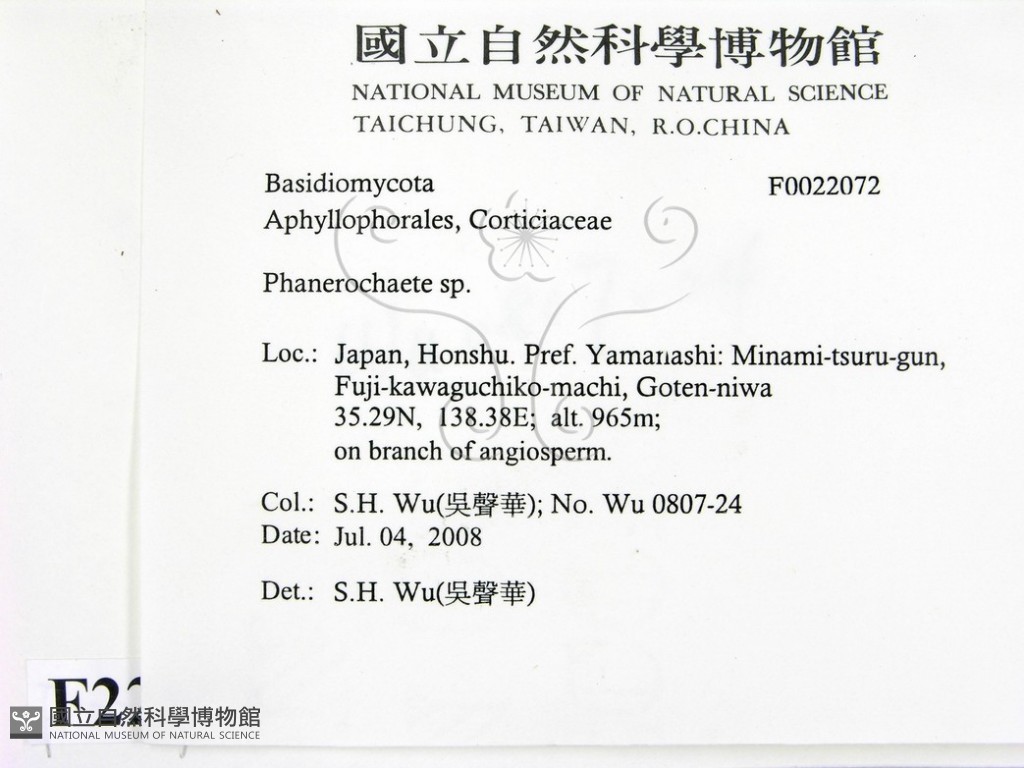 國立自然科學博物館
NATIONAL MUSEUM OF NATURAL SCIENCE
TAICHUNG, TAIWAN, R.O.CHINA
Basidiomycota F0022072
Aphyllophorales, Corticiaceae
Phanerochaete sp.
Loc.: Japan, Honshu. Pref. Yamanashi: Minami-tsuru-gun,
Fuji-kawaguchiko-machi, Goten-niwa
35.29N, 138.38E; alt. 965m;
on branch of angiosperm.
Col.: S.H. Wu(吳聲華); No. Wu 0807-24
Date: Jul. 04, 2008
Det.: S.H. Wu(吳聲華)
國立自然科學博物館
NATIONAL MUSEUM OF NATURAL SCIENCE